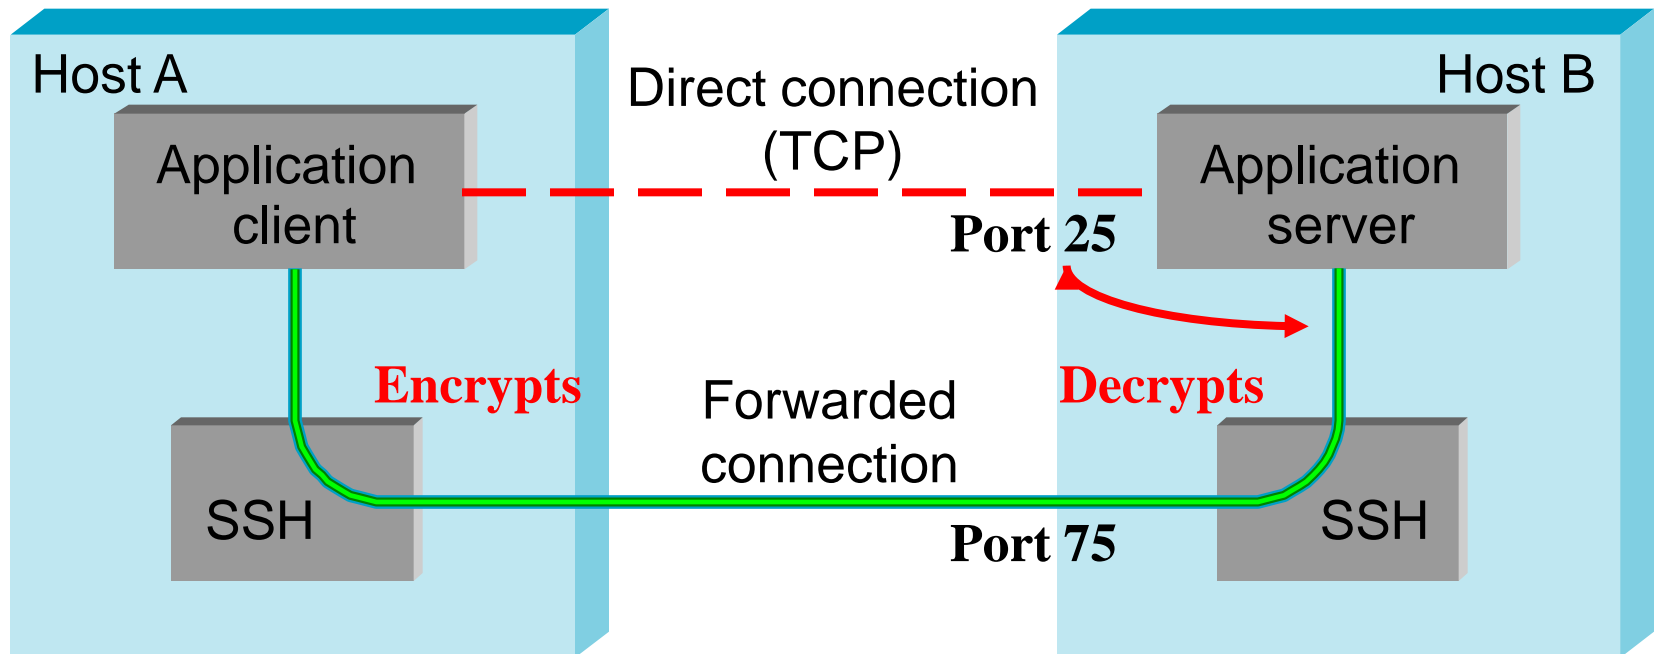 Host A
Application
client
Encrypts
SSH
Direct connection
(TCP)
Port 25
Forwarded
connection
Port 75
Host B
Application
server
Decrypts
SSH